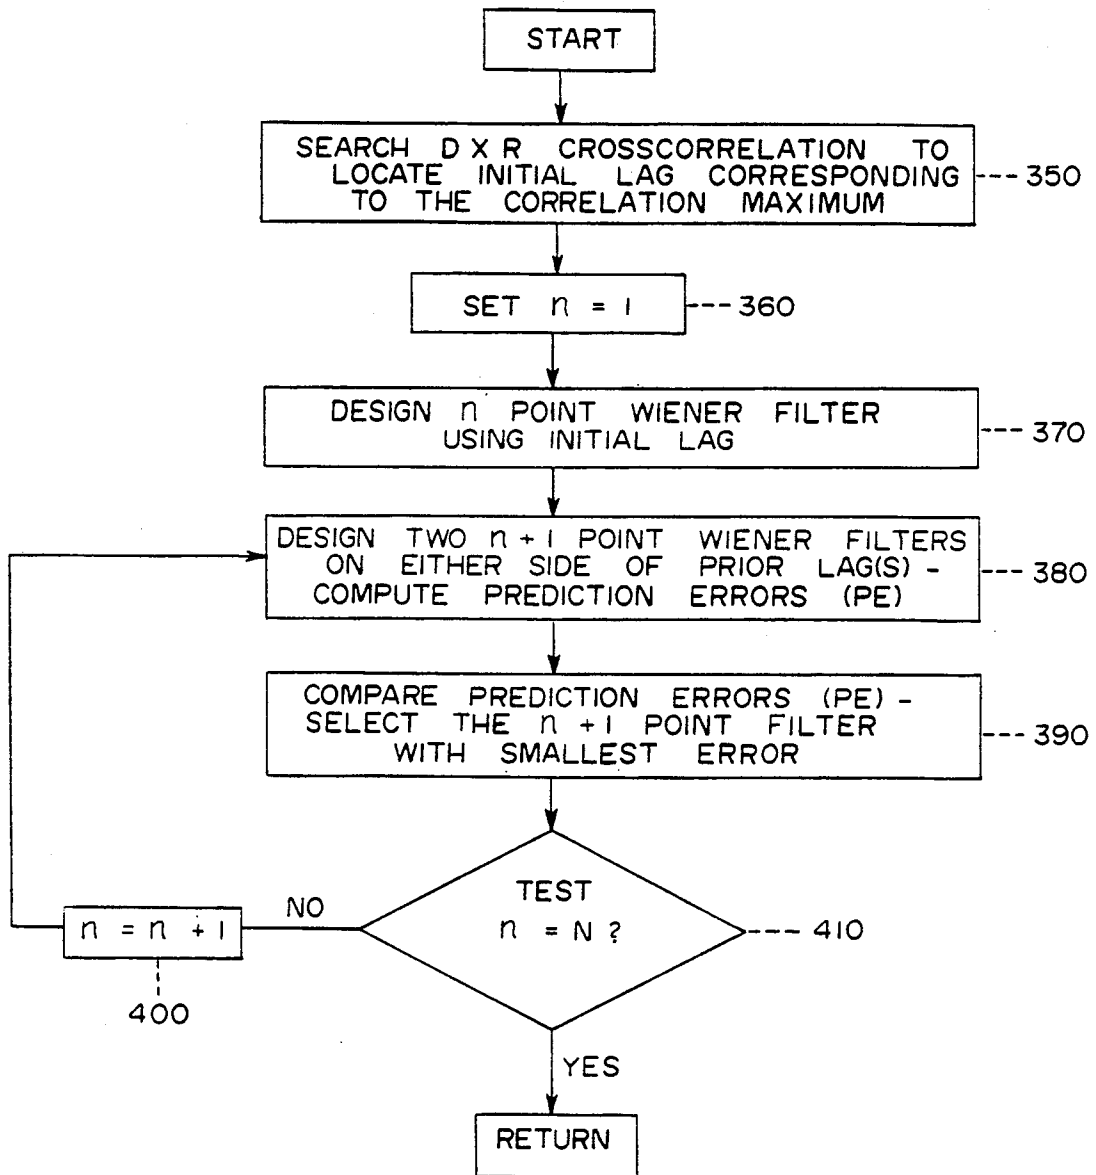 START
SEARCH D X R CROSSCORRELATION TO
LOCATE INITIAL LAG CORRESPONDING
TO THE CORRELATION MAXIMUM
350
SET n = 1
360
DESIGN n POINT WIENER FILTER
USING INITIAL LAG
370
DESIGN TWO n + 1 POINT WIENER FILTERS
ON EITHER SIDE OF PRIOR LAG(S) -
COMPUTE PREDICTION ERRORS (PE)
380
COMPARE PREDICTION ERRORS (PE) -
SELECT THE n + 1 POINT FILTER
WITH SMALLEST ERROR
390
TEST
n = N ?
410
NO
n = n + 1
400
YES
RETURN